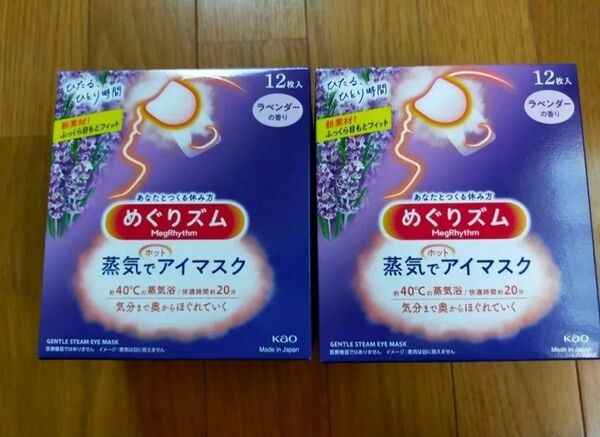 ひたる、
ひとり時間
12枚入
ラベンダー
の香り
新素材!
ふっくら目もとフィット
あなたとつくる休み方
めぐりズム
MegRhythm
ホット
蒸気でアイマスク
約40℃の蒸気浴/快適時間約20分
気分まで奥からほぐれていく
Kao
GENTLE STEAM EYE MASK
医療機器ではありません イメージ:蒸気は目に見えません
Made in Japan
ひたる、
ひとり時間
12枚入
ラベンダー
の香り
新素材!
ふっくら目もとフィット
あなたとつくる休み方
めぐりズム
MegRhythm
ホット
蒸気でアイマスク
約40℃の蒸気浴/快適時間約20分
気分まで奥からほぐれていく
Kao
GENTLE STEAM EYE MASK
医療機器ではありません イメージ:蒸気は目に見えません
Made in Japan